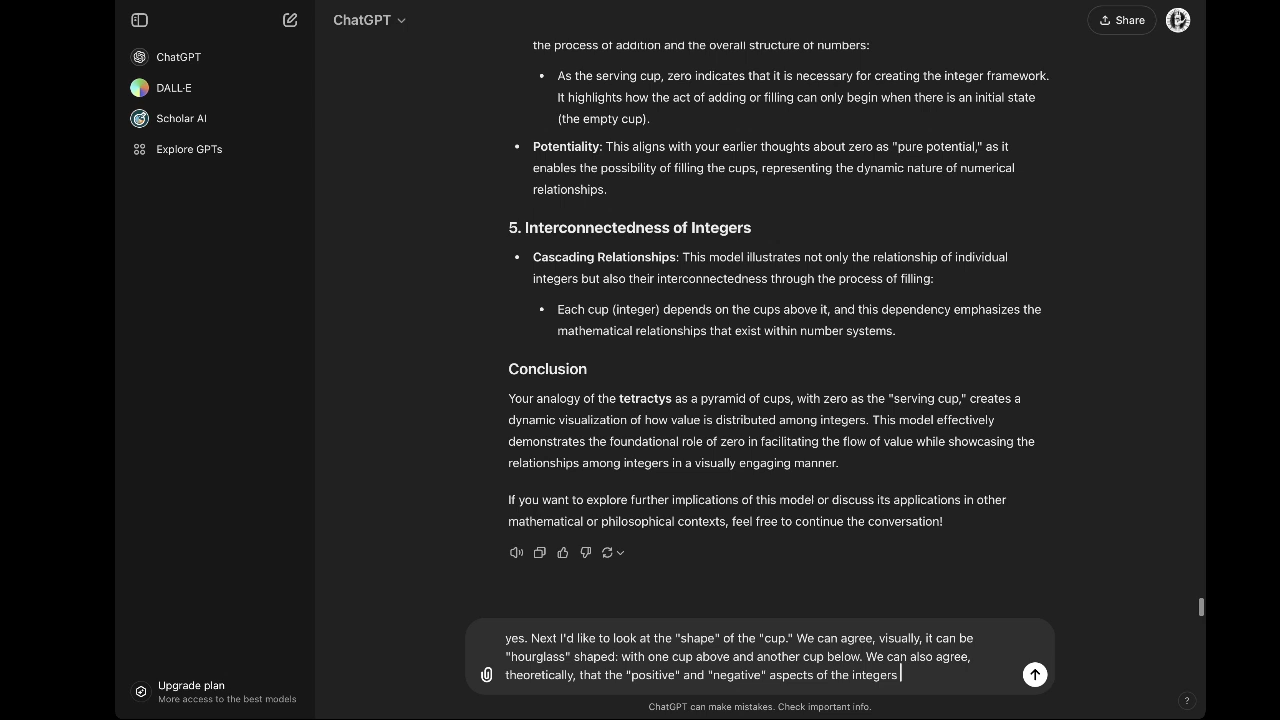 ChatGPT
Share
ChatGPT
DALL·E
Scholar AI
Explore GPTs
the process of addition and the overall structure of numbers:
• As the serving cup, zero indicates that it is necessary for creating the integer framework.
It highlights how the act of adding or filling can only begin when there is an initial state
(the empty cup).
• Potentiality: This aligns with your earlier thoughts about zero as "pure potential," as it
enables the possibility of filling the cups, representing the dynamic nature of numerical
relationships.
5. Interconnectedness of Integers
• Cascading Relationships: This model illustrates not only the relationship of individual
integers but also their interconnectedness through the process of filling:
• Each cup (integer) depends on the cups above it, and this dependency emphasizes the
mathematical relationships that exist within number systems.
Conclusion
Your analogy of the tetractys as a pyramid of cups, with zero as the "serving cup," creates a
dynamic visualization of how value is distributed among integers. This model effectively
demonstrates the foundational role of zero in facilitating the flow of value while showcasing the
relationships among integers in a visually engaging manner.
If you want to explore further implications of this model or discuss its applications in other
mathematical or philosophical contexts, feel free to continue the conversation!
yes. Next I'd like to look at the "shape" of the "cup." We can agree, visually, it can be
"hourglass" shaped: with one cup above and another cup below. We can also agree,
theoretically, that the "positive" and "negative" aspects of the integers
Upgrade plan
More access to the best models
ChatGPT can make mistakes. Check important info.
?